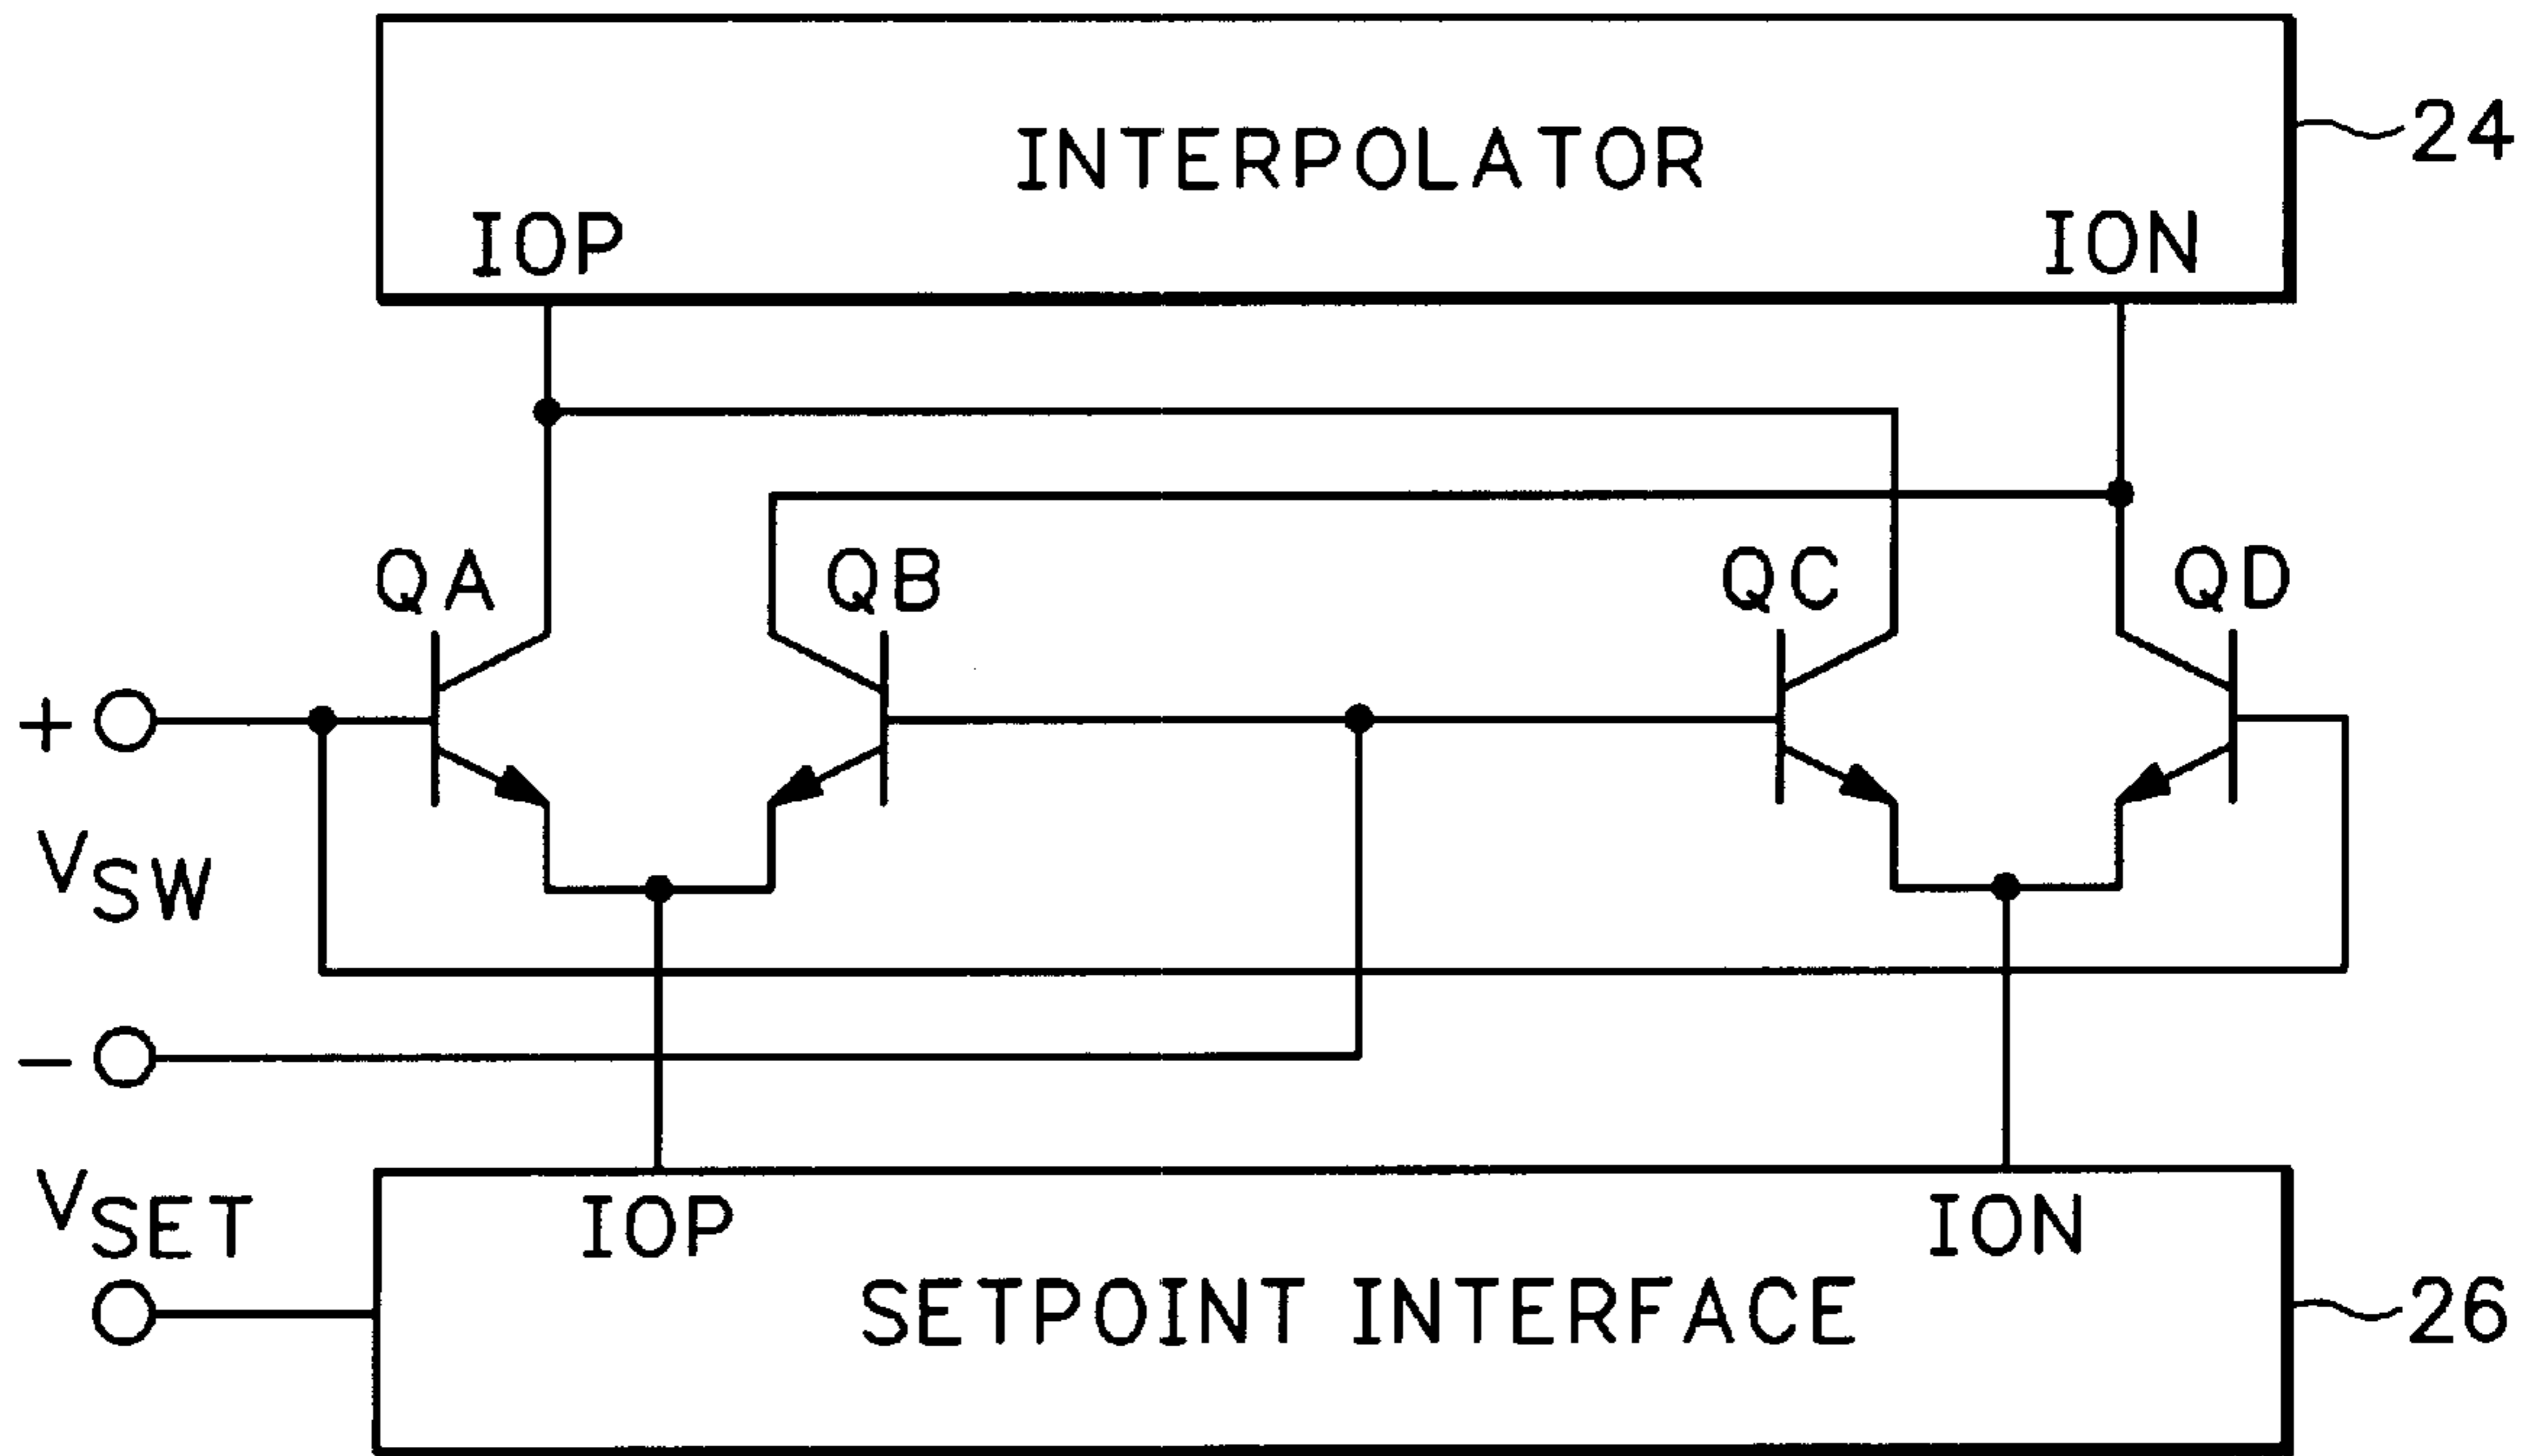 INTERPOLATOR
24
IOP
ION
QA
QB
QC
QD
+
VSW
-
VSET
IOP
ION
SETPOINT INTERFACE
26